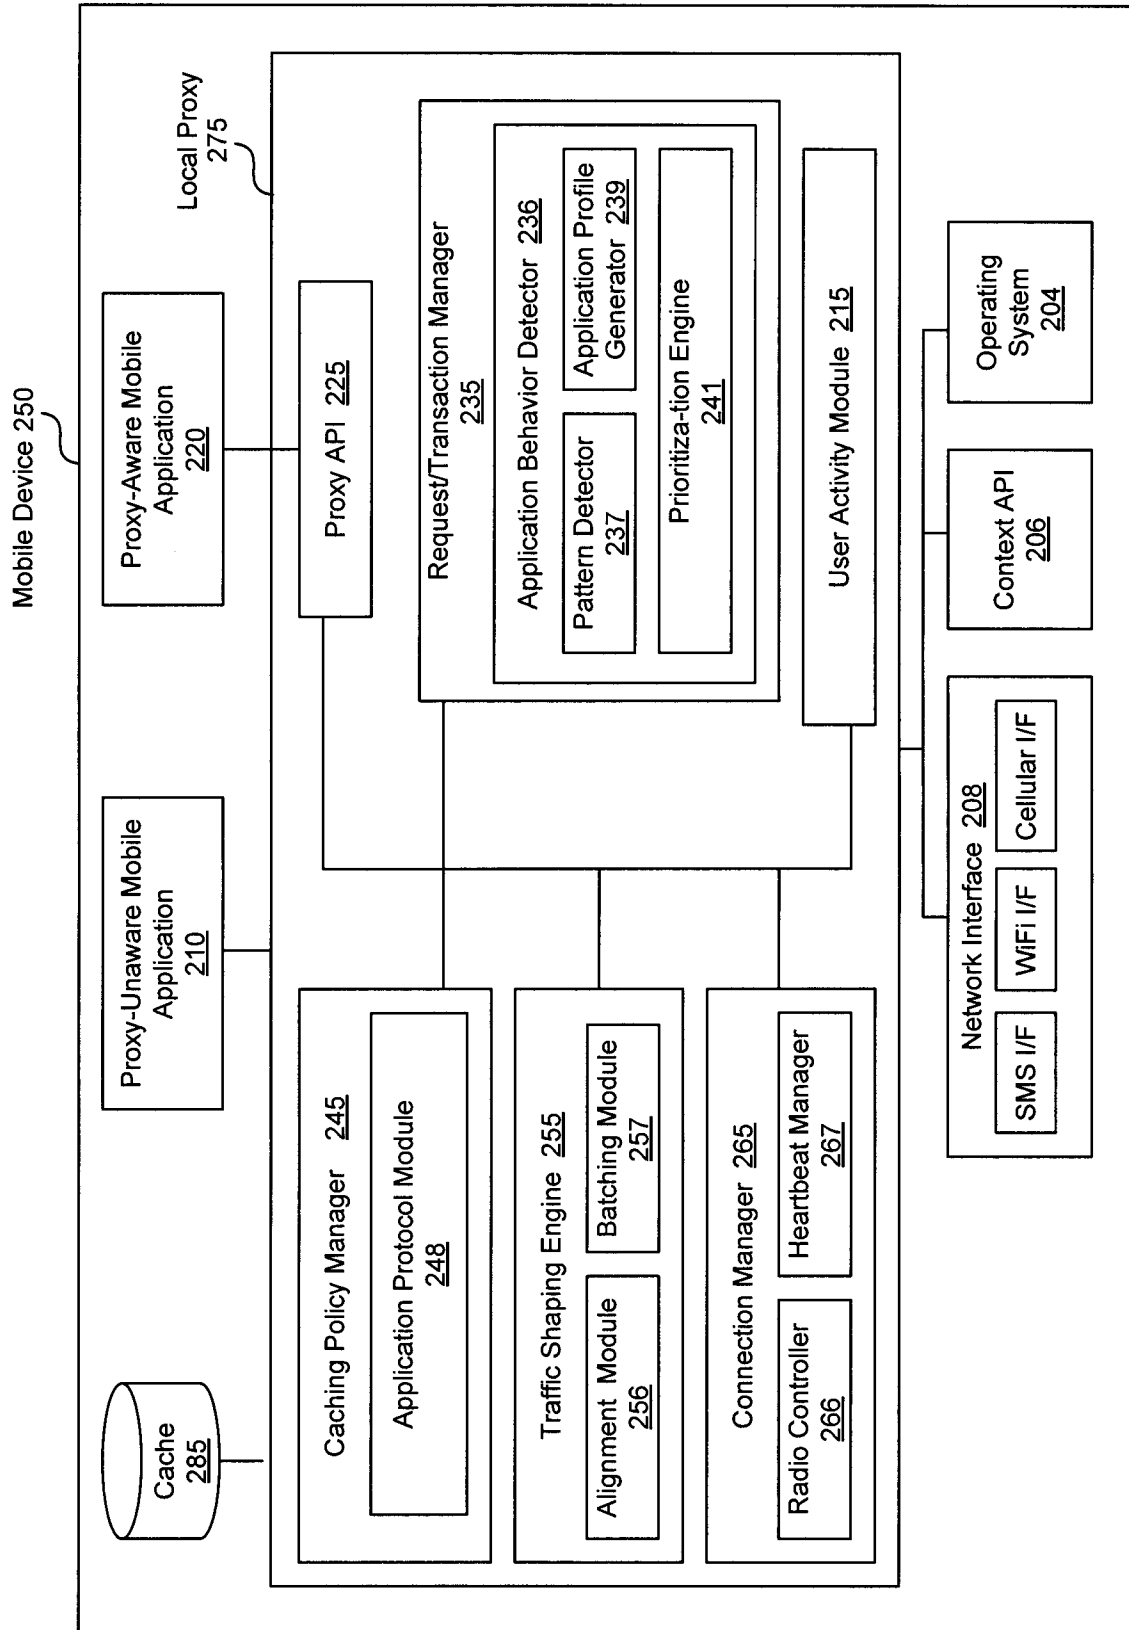 Mobile Device 250
Proxy-Unaware Mobile
Application
210
Proxy-Aware Mobile
Application
220
Cache
285
Local Proxy
275
Proxy API 225
Caching Policy Manager 245
Application Protocol Module
248
Traffic Shaping Engine 255
Alignment Module
256
Batching Module
257
Connection Manager 265
Radio Controller
266
Heartbeat Manager
267
Request/Transaction Manager
235
Application Behavior Detector 236
Pattern Detector
237
Application Profile
Generator 239
Prioritiza-tion Engine
241
User Activity Module 215
Network Interface 208
SMS I/F
WiFi I/F
Cellular I/F
Context API
206
Operating
System
204